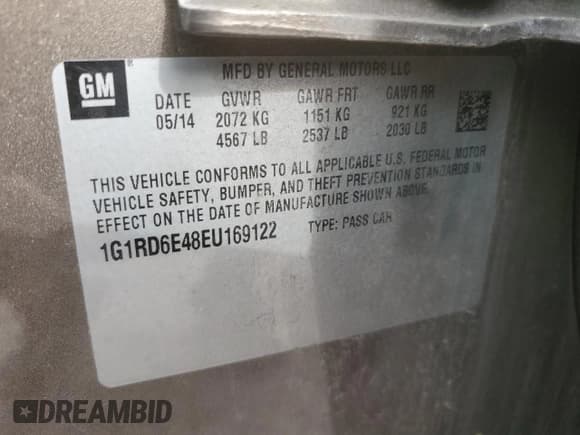 GM
MFD BY GENERAL MOTORS LLC
DATE GVWR GAWR FRT GAWR RR
05/14 2072 KG 1151 KG 921 KG
4567 LB 2537 LB 2030 LB
THIS VEHICLE CONFORMS TO ALL APPLICABLE U.S. FEDERAL MOTOR
VEHICLE SAFETY, BUMPER, AND THEFT PREVENTION STANDARDS IN
EFFECT ON THE DATE OF MANUFACTURE SHOWN ABOVE.
1G1RD6E48EU169122 TYPE: PASS CAR
DREAMBID